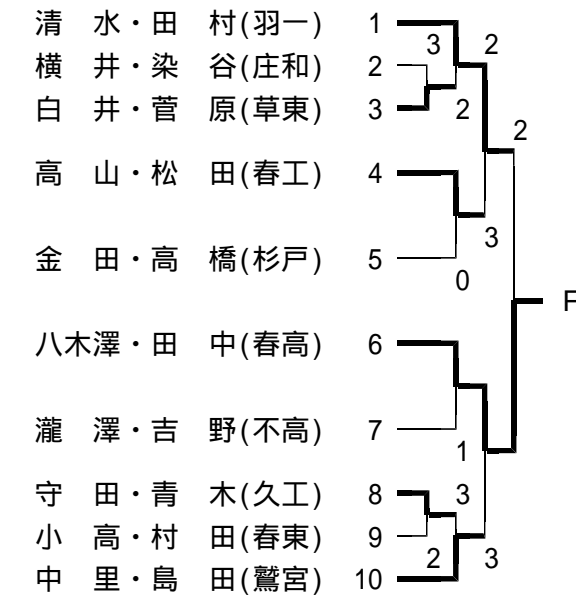 清　水・田　村(羽一) 1
横　井・染　谷(庄和) 2
白　井・菅　原(草東) 3
高　山・松　田(春工) 4
金　田・高　橋(杉戸) 5
八木澤・田　中(春高) 6
瀧　澤・吉　野(不高) 7
守　田・青　木(久工) 8
小　高・村　田(春東) 9
中　里・島　田(鷲宮) 10
3
2
2
2
3
0
F
1
3
2
3